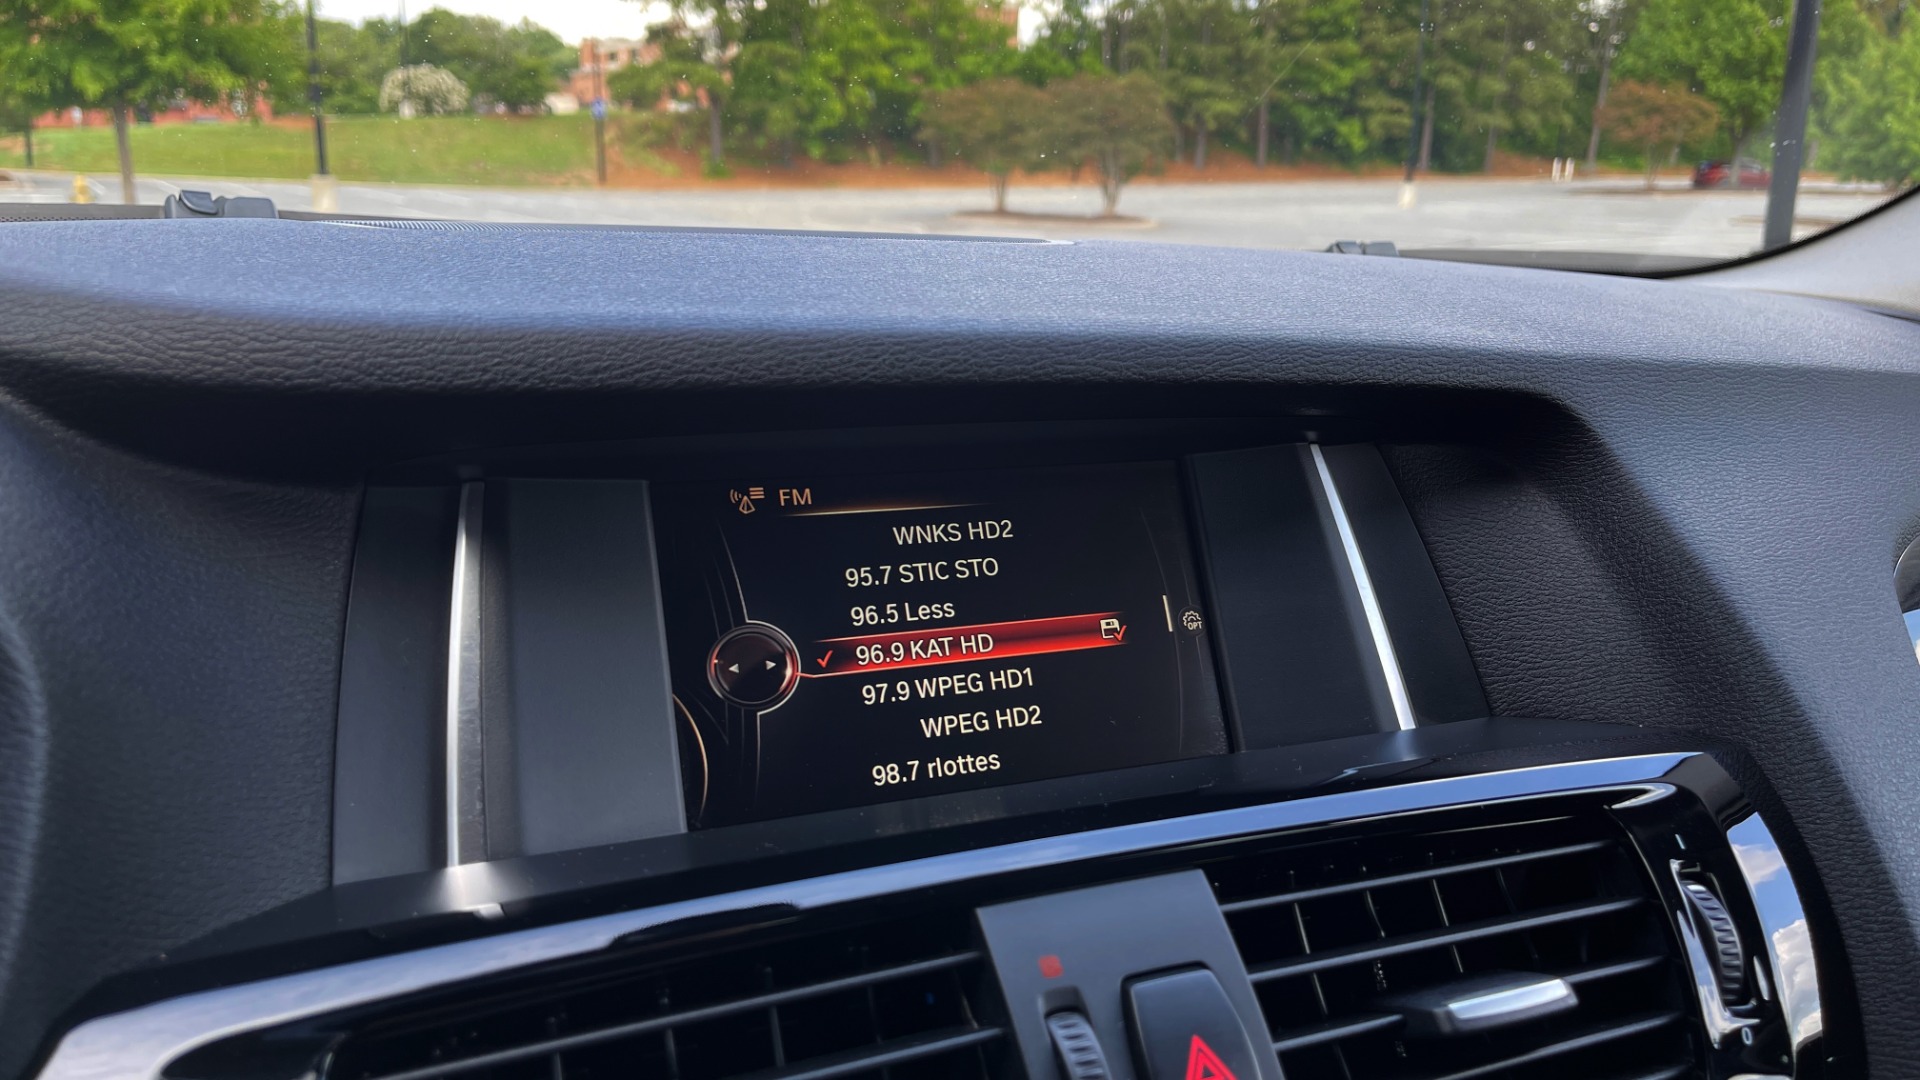 FM
WNKS HD2
95.7 STIC STO
96.5 Less
96.9 KAT HD
OPT
97.9 WPEG HD1
WPEG HD2
98.7 rlottes